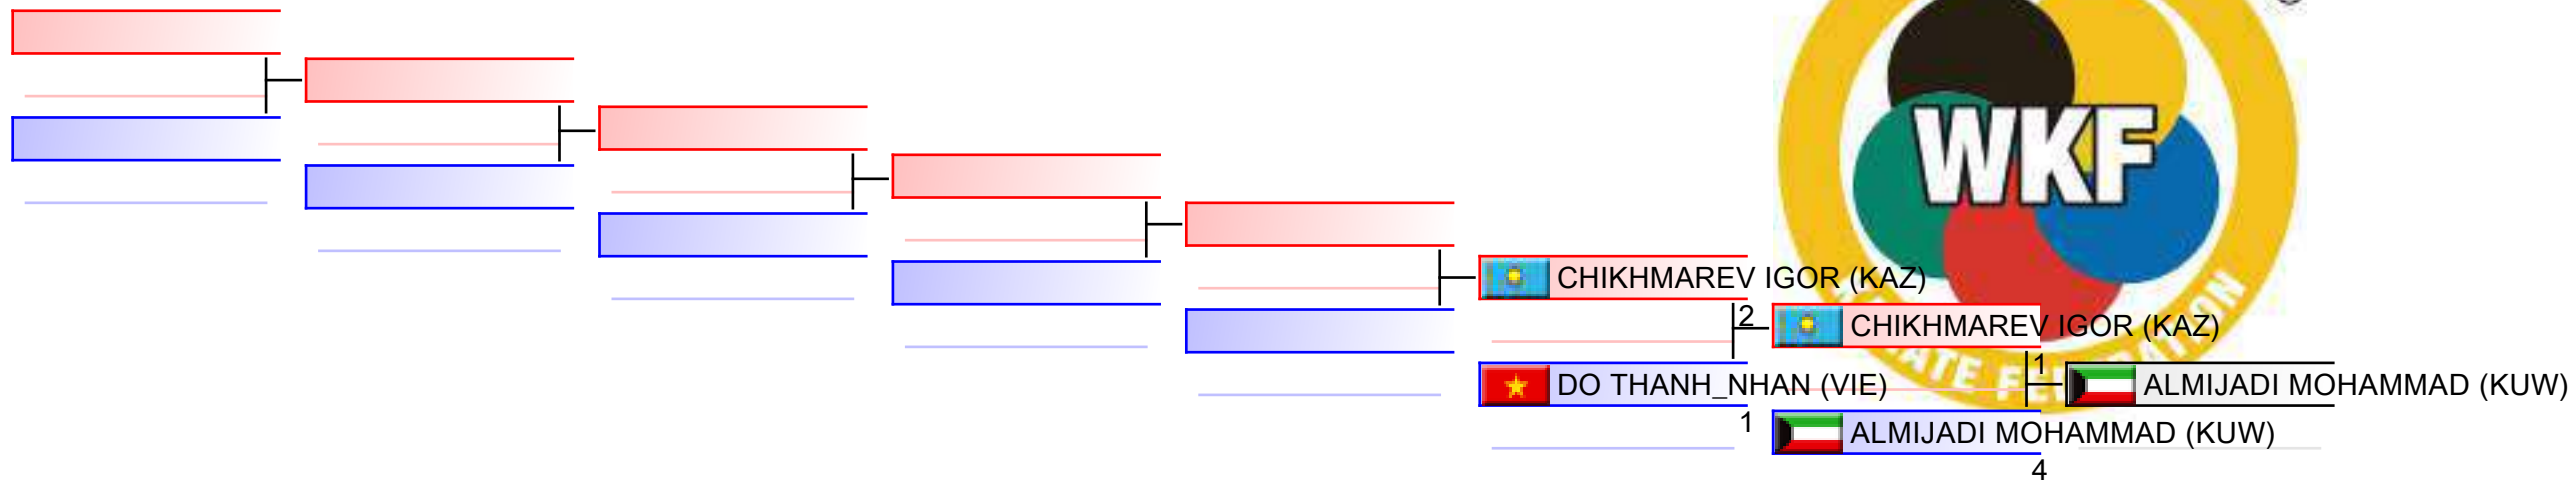 WKF
CHIKHMAREV IGOR (KAZ)
2
CHIKHMAREV IGOR (KAZ)
1
DO THANH_NHAN (VIE)
1
ALMIJADI MOHAMMAD (KUW)
ALMIJADI MOHAMMAD (KUW)
4